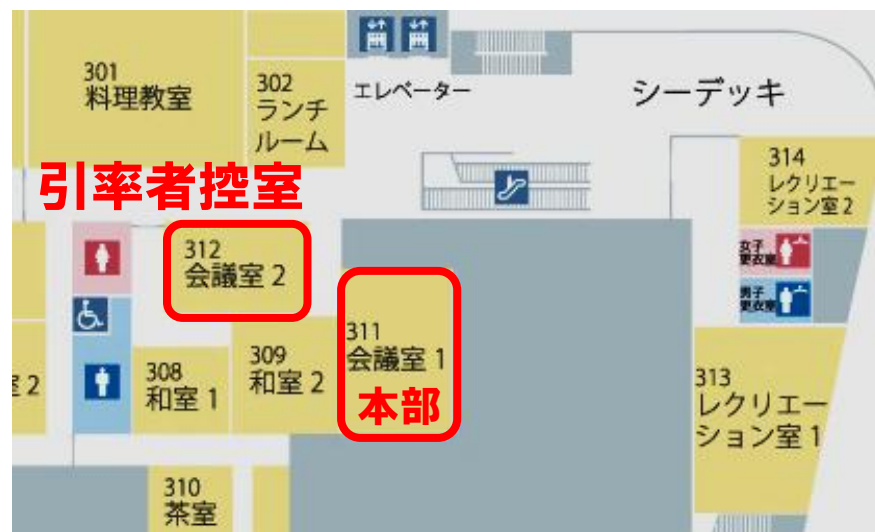 301
料理教室
302
ランチ
ルーム
エレベーター
シーデッキ
引率者控室
314
レクリエー
ション室2
312
会議室 2
女子
更衣室
男子
更衣室
311
会議室 1
本部
309
和室 2
308
和室 1
室 2
313
レクリエー
ション室 1
310
茶室